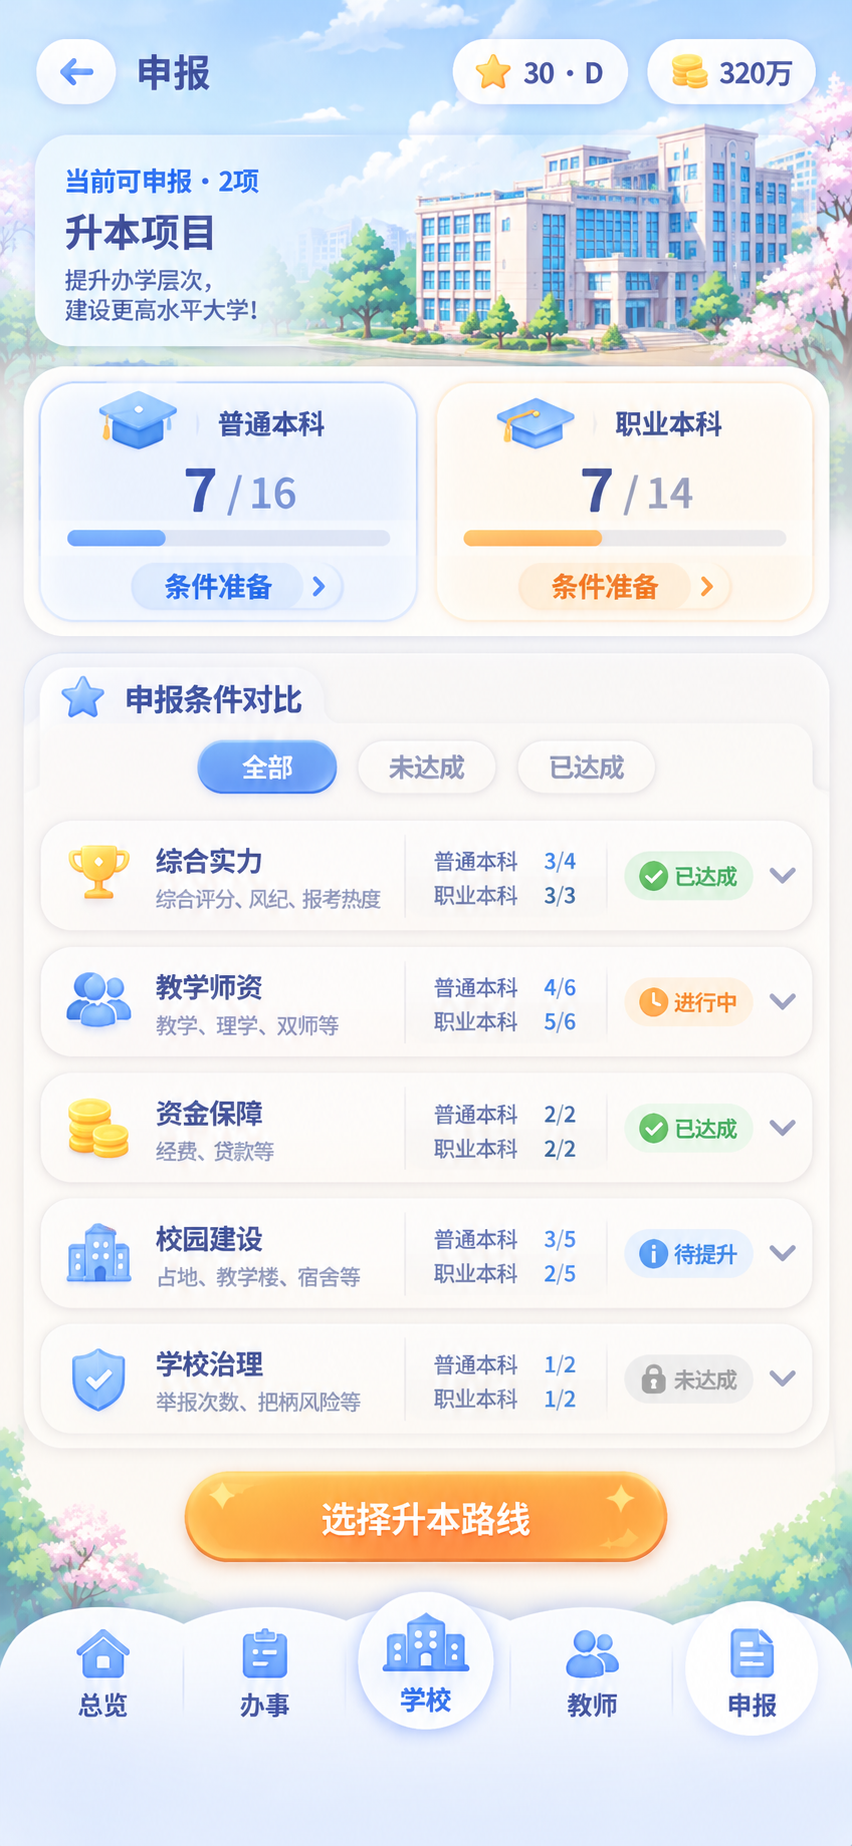 申报
30 · D
320万
当前可申报 · 2项
升本项目
提升办学层次，
建设更高水平大学!
普通本科
7 / 16
条件准备
职业本科
7 / 14
条件准备
申报条件对比
全部
未达成
已达成
综合实力
综合评分、风纪、报考热度
普通本科 3/4
职业本科 3/3
已达成
教学师资
教学、理学、双师等
普通本科 4/6
职业本科 5/6
进行中
资金保障
经费、贷款等
普通本科 2/2
职业本科 2/2
已达成
校园建设
占地、教学楼、宿舍等
普通本科 3/5
职业本科 2/5
待提升
学校治理
举报次数、把柄风险等
普通本科 1/2
职业本科 1/2
未达成
选择升本路线
总览
办事
学校
教师
申报